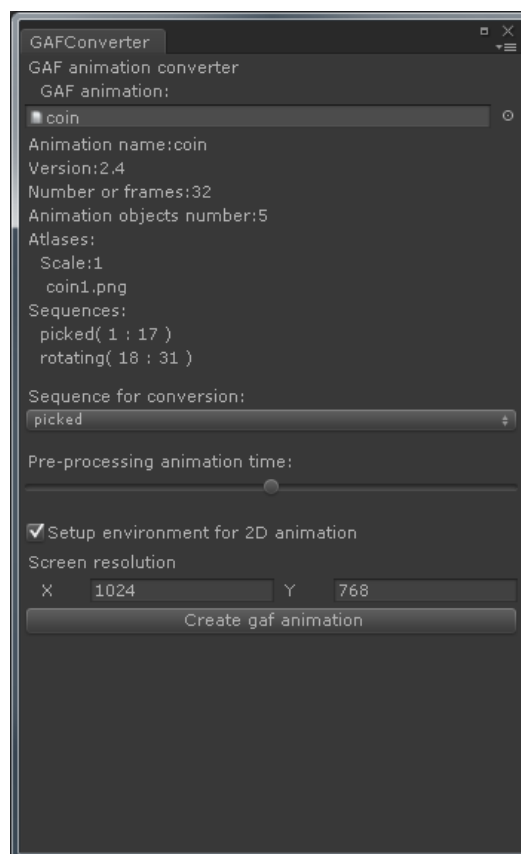 GAFConverter
GAF animation converter
GAF animation:
coin
Animation name:coin
Version:2.4
Number or frames:32
Animation objects number:5
Atlases:
Scale:1
coin1.png
Sequences:
picked( 1 : 17 )
rotating( 18 : 31 )
Sequence for conversion:
picked
Pre-processing animation time:
Setup environment for 2D animation
Screen resolution
X 1024 Y 768
Create gaf animation